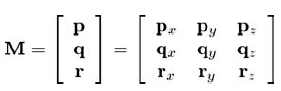 M = [ p q r ] = [ p_x p_y p_z
q_x q_y q_z
r_x r_y r_z ]